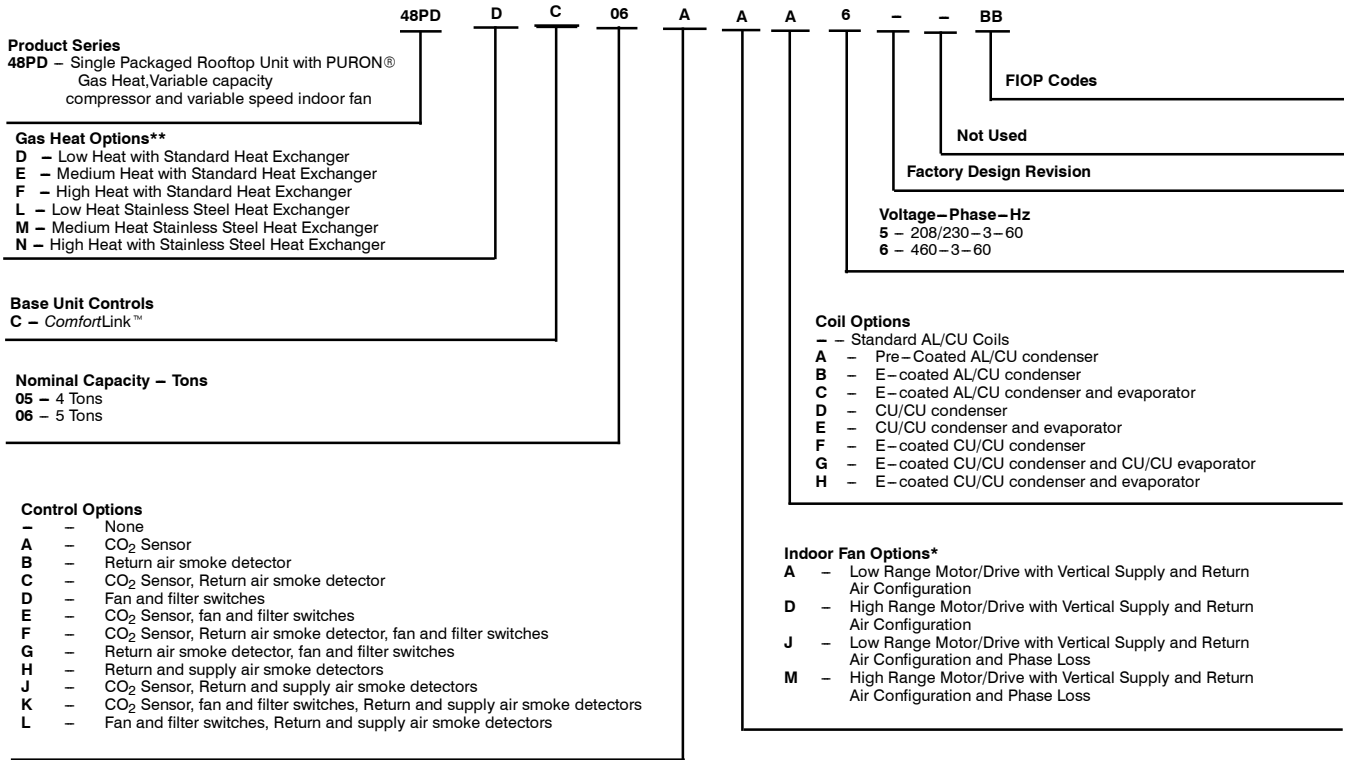 48PD D C 06 A A A 6 – – BB
Product Series
48PD – Single Packaged Rooftop Unit with PURON®
Gas Heat,Variable capacity
compressor and variable speed indoor fan
Gas Heat Options**
D – Low Heat with Standard Heat Exchanger
E – Medium Heat with Standard Heat Exchanger
F – High Heat with Standard Heat Exchanger
L – Low Heat Stainless Steel Heat Exchanger
M – Medium Heat Stainless Steel Heat Exchanger
N – High Heat with Stainless Steel Heat Exchanger
Base Unit Controls
C – ComfortLink™
Nominal Capacity – Tons
05 – 4 Tons
06 – 5 Tons
Control Options
– – None
A – CO2 Sensor
B – Return air smoke detector
C – CO2 Sensor, Return air smoke detector
D – Fan and filter switches
E – CO2 Sensor, fan and filter switches
F – CO2 Sensor, Return air smoke detector, fan and filter switches
G – Return air smoke detector, fan and filter switches
H – Return and supply air smoke detectors
J – CO2 Sensor, Return and supply air smoke detectors
K – CO2 Sensor, fan and filter switches, Return and supply air smoke detectors
L – Fan and filter switches, Return and supply air smoke detectors
FIOP Codes
Not Used
Factory Design Revision
Voltage–Phase–Hz
5 – 208/230–3–60
6 – 460–3–60
Coil Options
– – Standard AL/CU Coils
A – Pre–Coated AL/CU condenser
B – E–coated AL/CU condenser
C – E–coated AL/CU condenser and evaporator
D – CU/CU condenser
E – CU/CU condenser and evaporator
F – E–coated CU/CU condenser
G – E–coated CU/CU condenser and CU/CU evaporator
H – E–coated CU/CU condenser and evaporator
Indoor Fan Options*
A – Low Range Motor/Drive with Vertical Supply and Return
Air Configuration
D – High Range Motor/Drive with Vertical Supply and Return
Air Configuration
J – Low Range Motor/Drive with Vertical Supply and Return
Air Configuration and Phase Loss
M – High Range Motor/Drive with Vertical Supply and Return
Air Configuration and Phase Loss